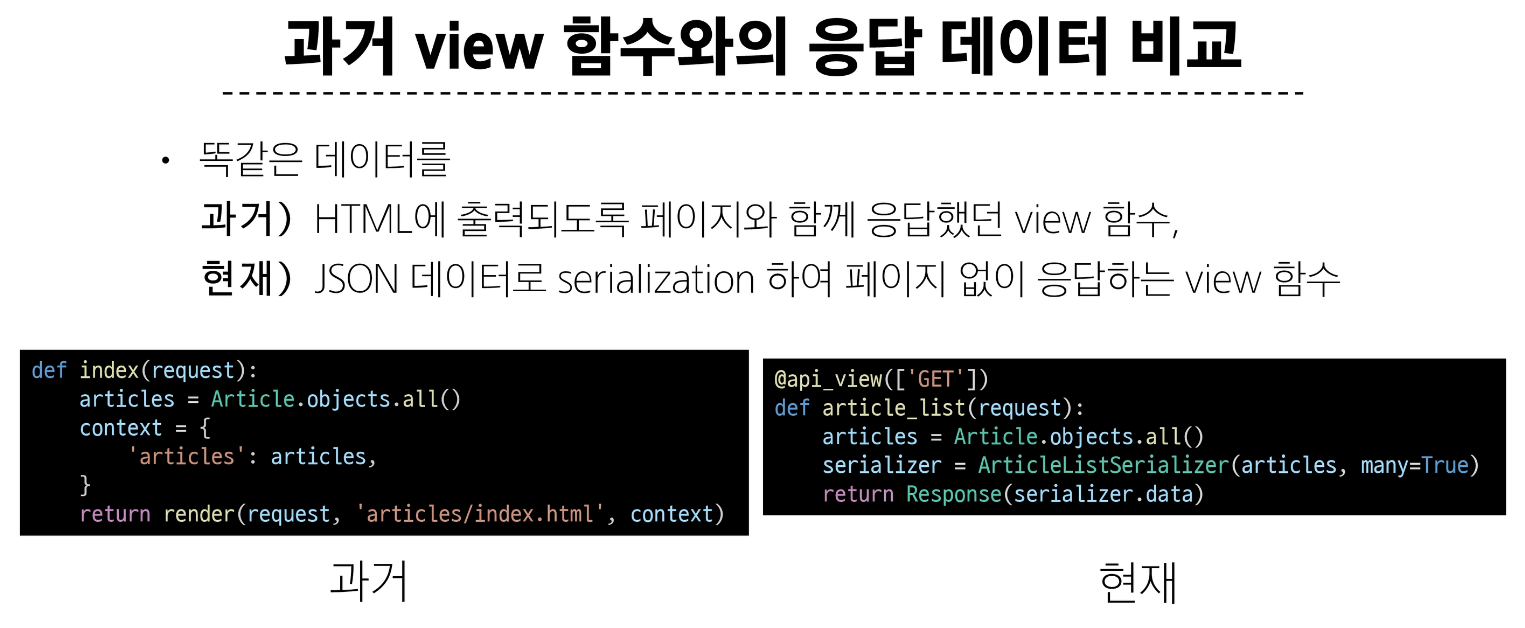 과거 view 함수와의 응답 데이터 비교
• 똑같은 데이터를
과거) HTML에 출력되도록 페이지와 함께 응답했던 view 함수,
현재) JSON 데이터로 serialization 하여 페이지 없이 응답하는 view 함수
def index(request):
    articles = Article.objects.all()
    context = {
        'articles': articles,
    }
    return render(request, 'articles/index.html', context)
과거
@api_view(['GET'])
def article_list(request):
    articles = Article.objects.all()
    serializer = ArticleListSerializer(articles, many=True)
    return Response(serializer.data)
현재